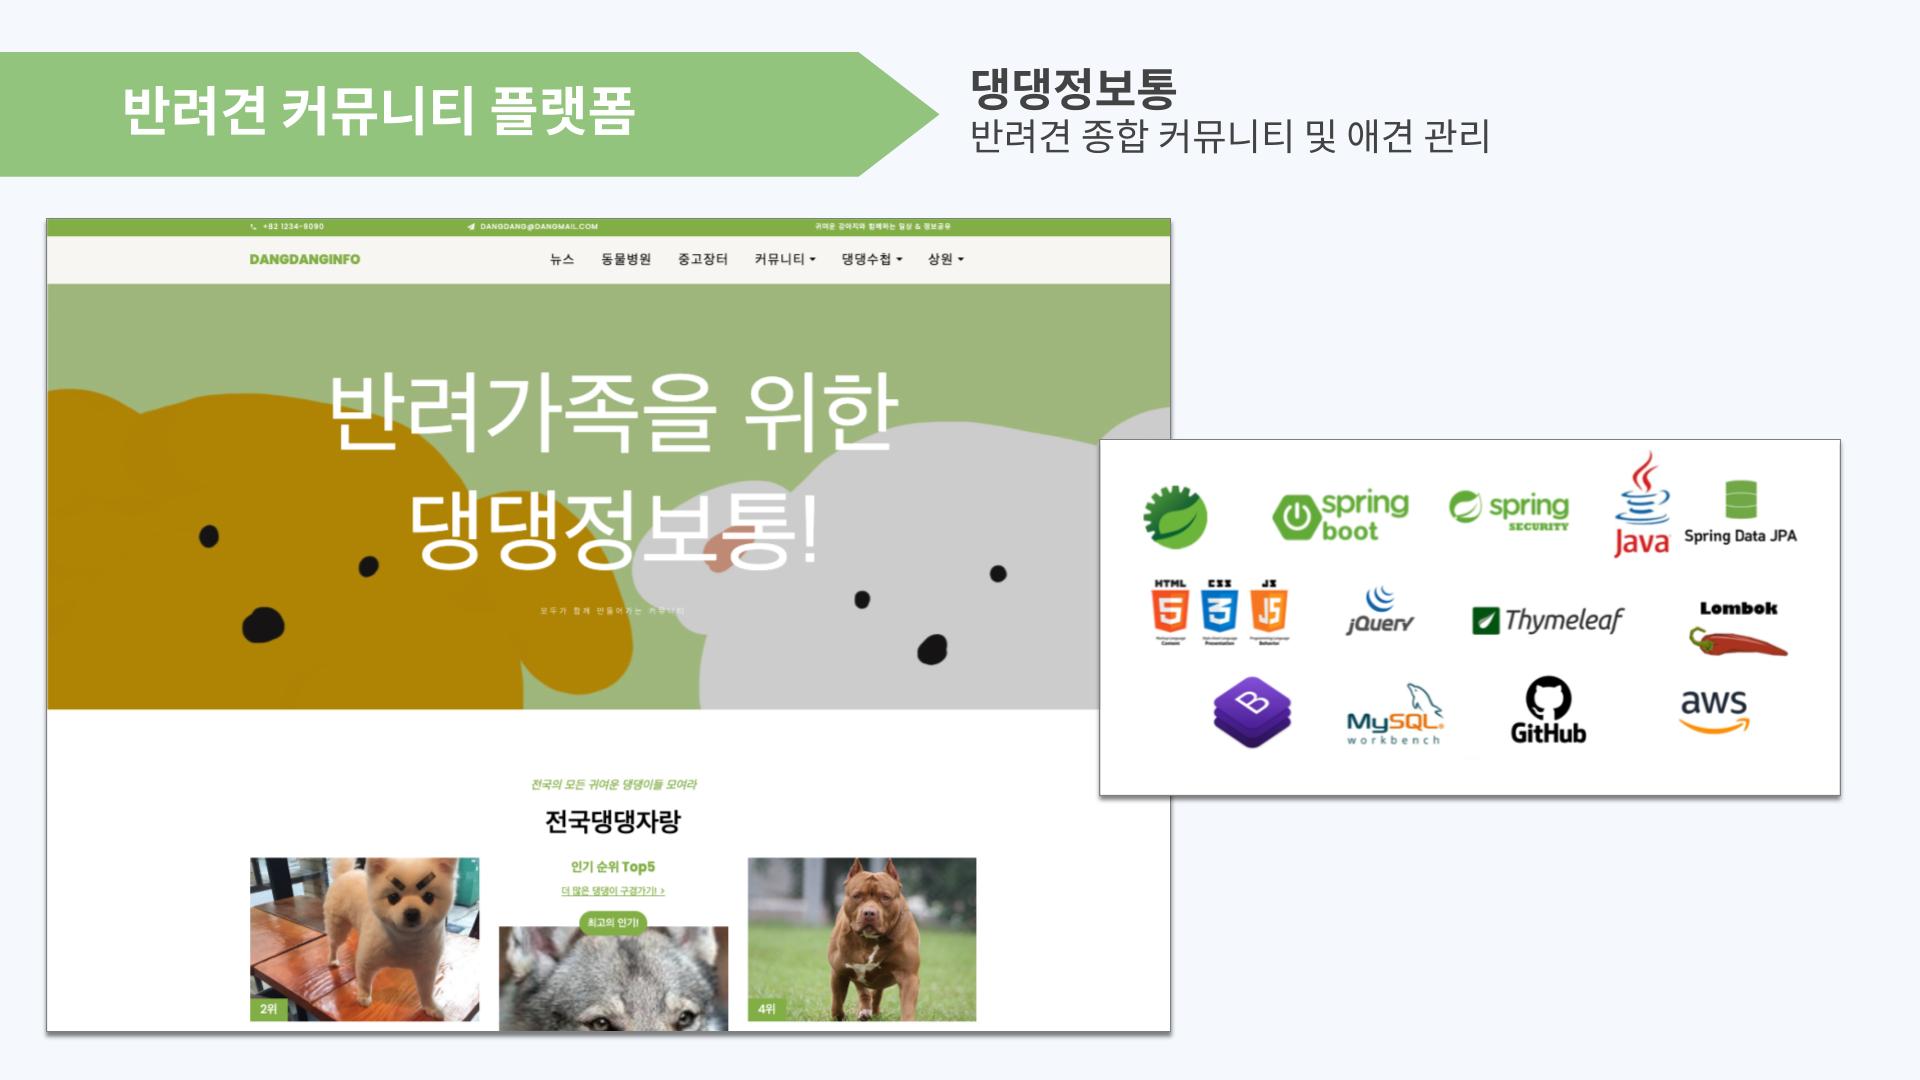 반려견 커뮤니티 플랫폼
댕댕정보통
반려견 종합 커뮤니티 및 애견 관리
+82 1234-9090 DANGDANG@DANGMAIL.COM 귀여운 강아지와 함께하는 일상 & 정보공유
DANGDANGINFO 뉴스 동물병원 중고장터 커뮤니티 댕댕수첩 상원
반려가족을 위한
댕댕정보통!
모두가 함께 만들어가는 커뮤니티
spring boot
spring SECURITY
Java
Spring Data JPA
HTML 5
CSS 3
JS JS
jQuery
Thymeleaf
Lombok
B
MySQL workbench
GitHub
aws
전국의 모든 귀여운 댕댕이들 모여라
전국댕댕자랑
인기 순위 Top5
더 많은 댕댕이 구경가기! >
최고의 인기!
2위
4위